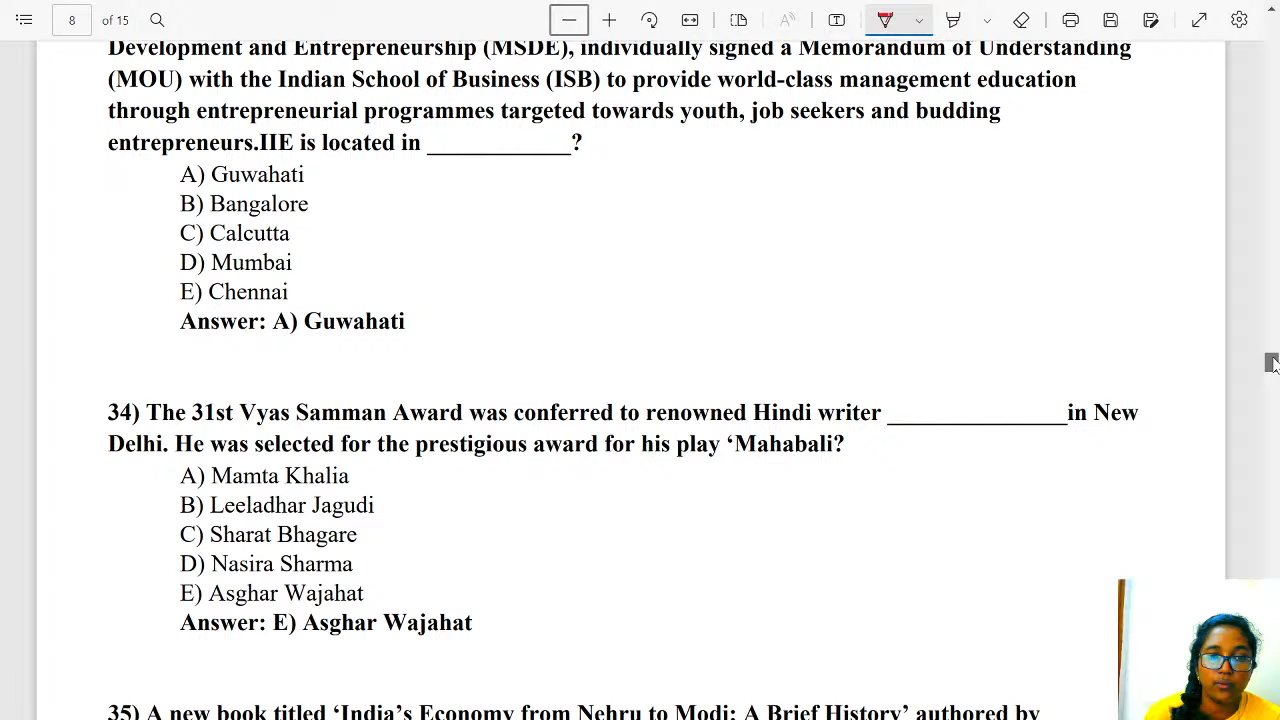 8 of 15
Development and Entrepreneurship (MSDE), individually signed a Memorandum of Understanding
(MOU) with the Indian School of Business (ISB) to provide world-class management education
through entrepreneurial programmes targeted towards youth, job seekers and budding
entrepreneurs.IIE is located in ____________?
A) Guwahati
B) Bangalore
C) Calcutta
D) Mumbai
E) Chennai
Answer: A) Guwahati
34) The 31st Vyas Samman Award was conferred to renowned Hindi writer _______________in New
Delhi. He was selected for the prestigious award for his play ‘Mahabali?
A) Mamta Khalia
B) Leeladhar Jagudi
C) Sharat Bhagare
D) Nasira Sharma
E) Asghar Wajahat
Answer: E) Asghar Wajahat
35) A new book titled ‘India’s Economy from Nehru to Modi: A Brief History’ authored by